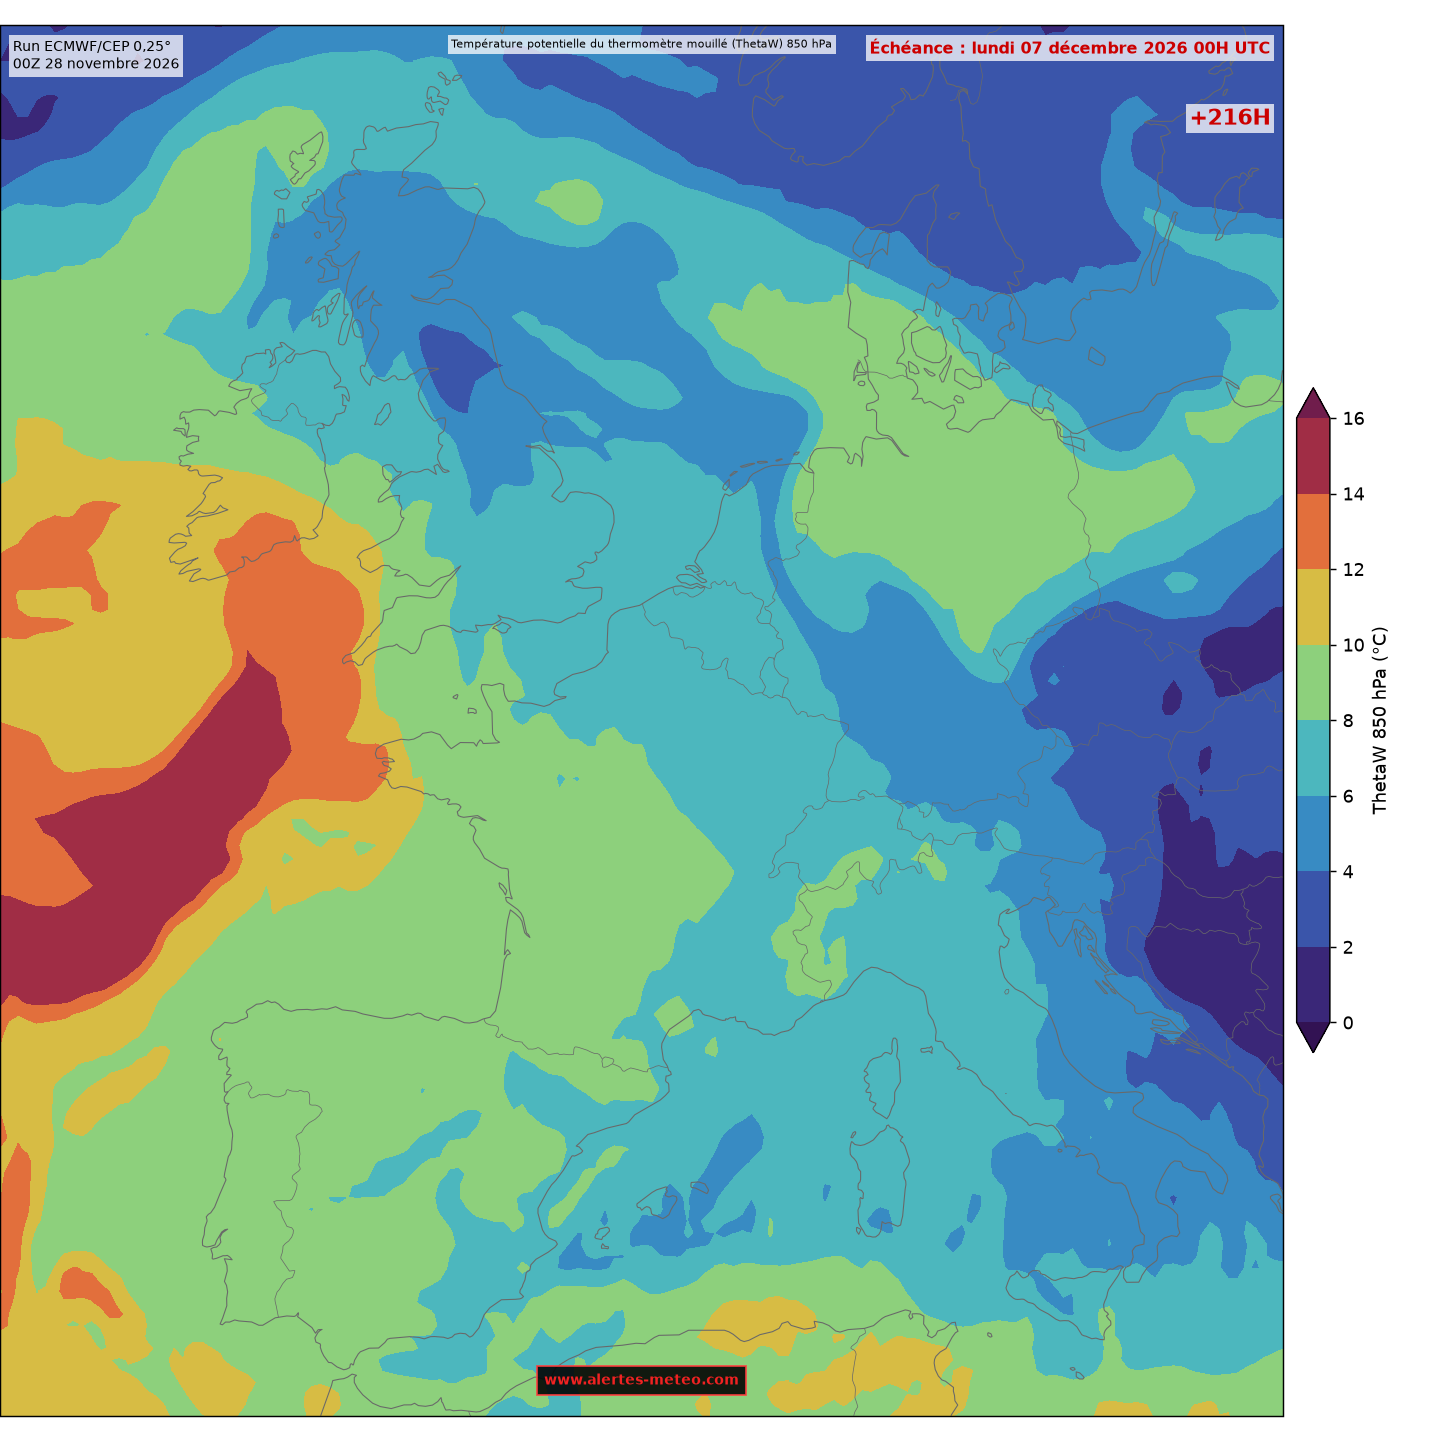 Run ECMWF/CEP 0,25°
00Z 28 novembre 2026
Température potentielle du thermomètre mouillé (ThetaW) 850 hPa
Échéance : lundi 07 décembre 2026 00H UTC
+216H
16
14
12
10
8
6
4
2
0
ThetaW 850 hPa (°C)
www.alertes-meteo.com